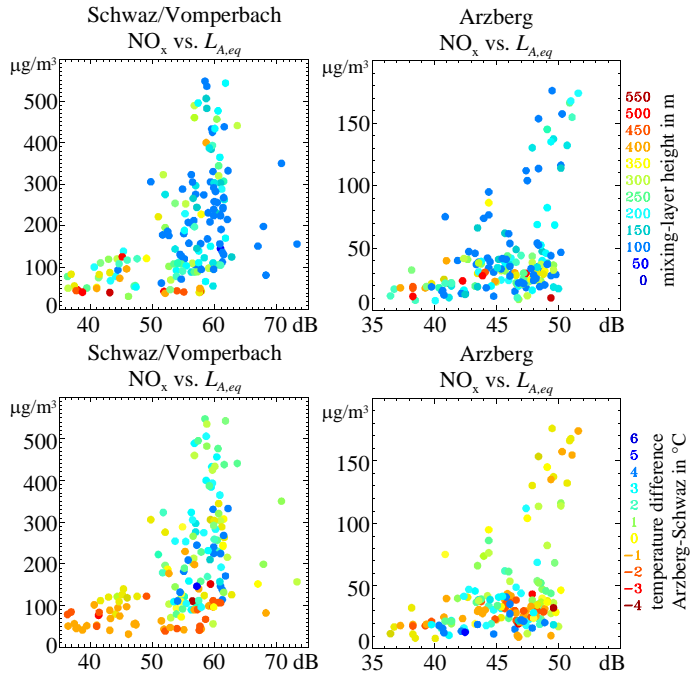 Schwaz/Vomperbach
NOx vs. LA,eq
μg/m³
500
400
300
200
100
0
40 50 60 70 dB
Arzberg
NOx vs. LA,eq
μg/m³
150
100
50
0
35 40 45 50 dB
550
500
450
400
350
300
250
200
150
100
50
0
mixing-layer height in m
Schwaz/Vomperbach
NOx vs. LA,eq
μg/m³
500
400
300
200
100
0
40 50 60 70 dB
Arzberg
NOx vs. LA,eq
μg/m³
150
100
50
0
35 40 45 50 dB
6
5
4
3
2
1
0
-1
-2
-3
-4
temperature difference
Arzberg-Schwaz in °C